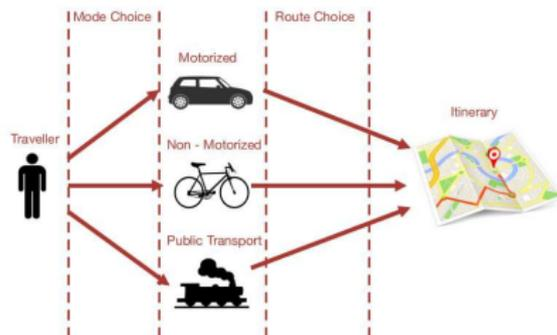 Mode Choice
Route Choice
Motorized
Itinerary
Traveller
Non - Motorized
Public Transport